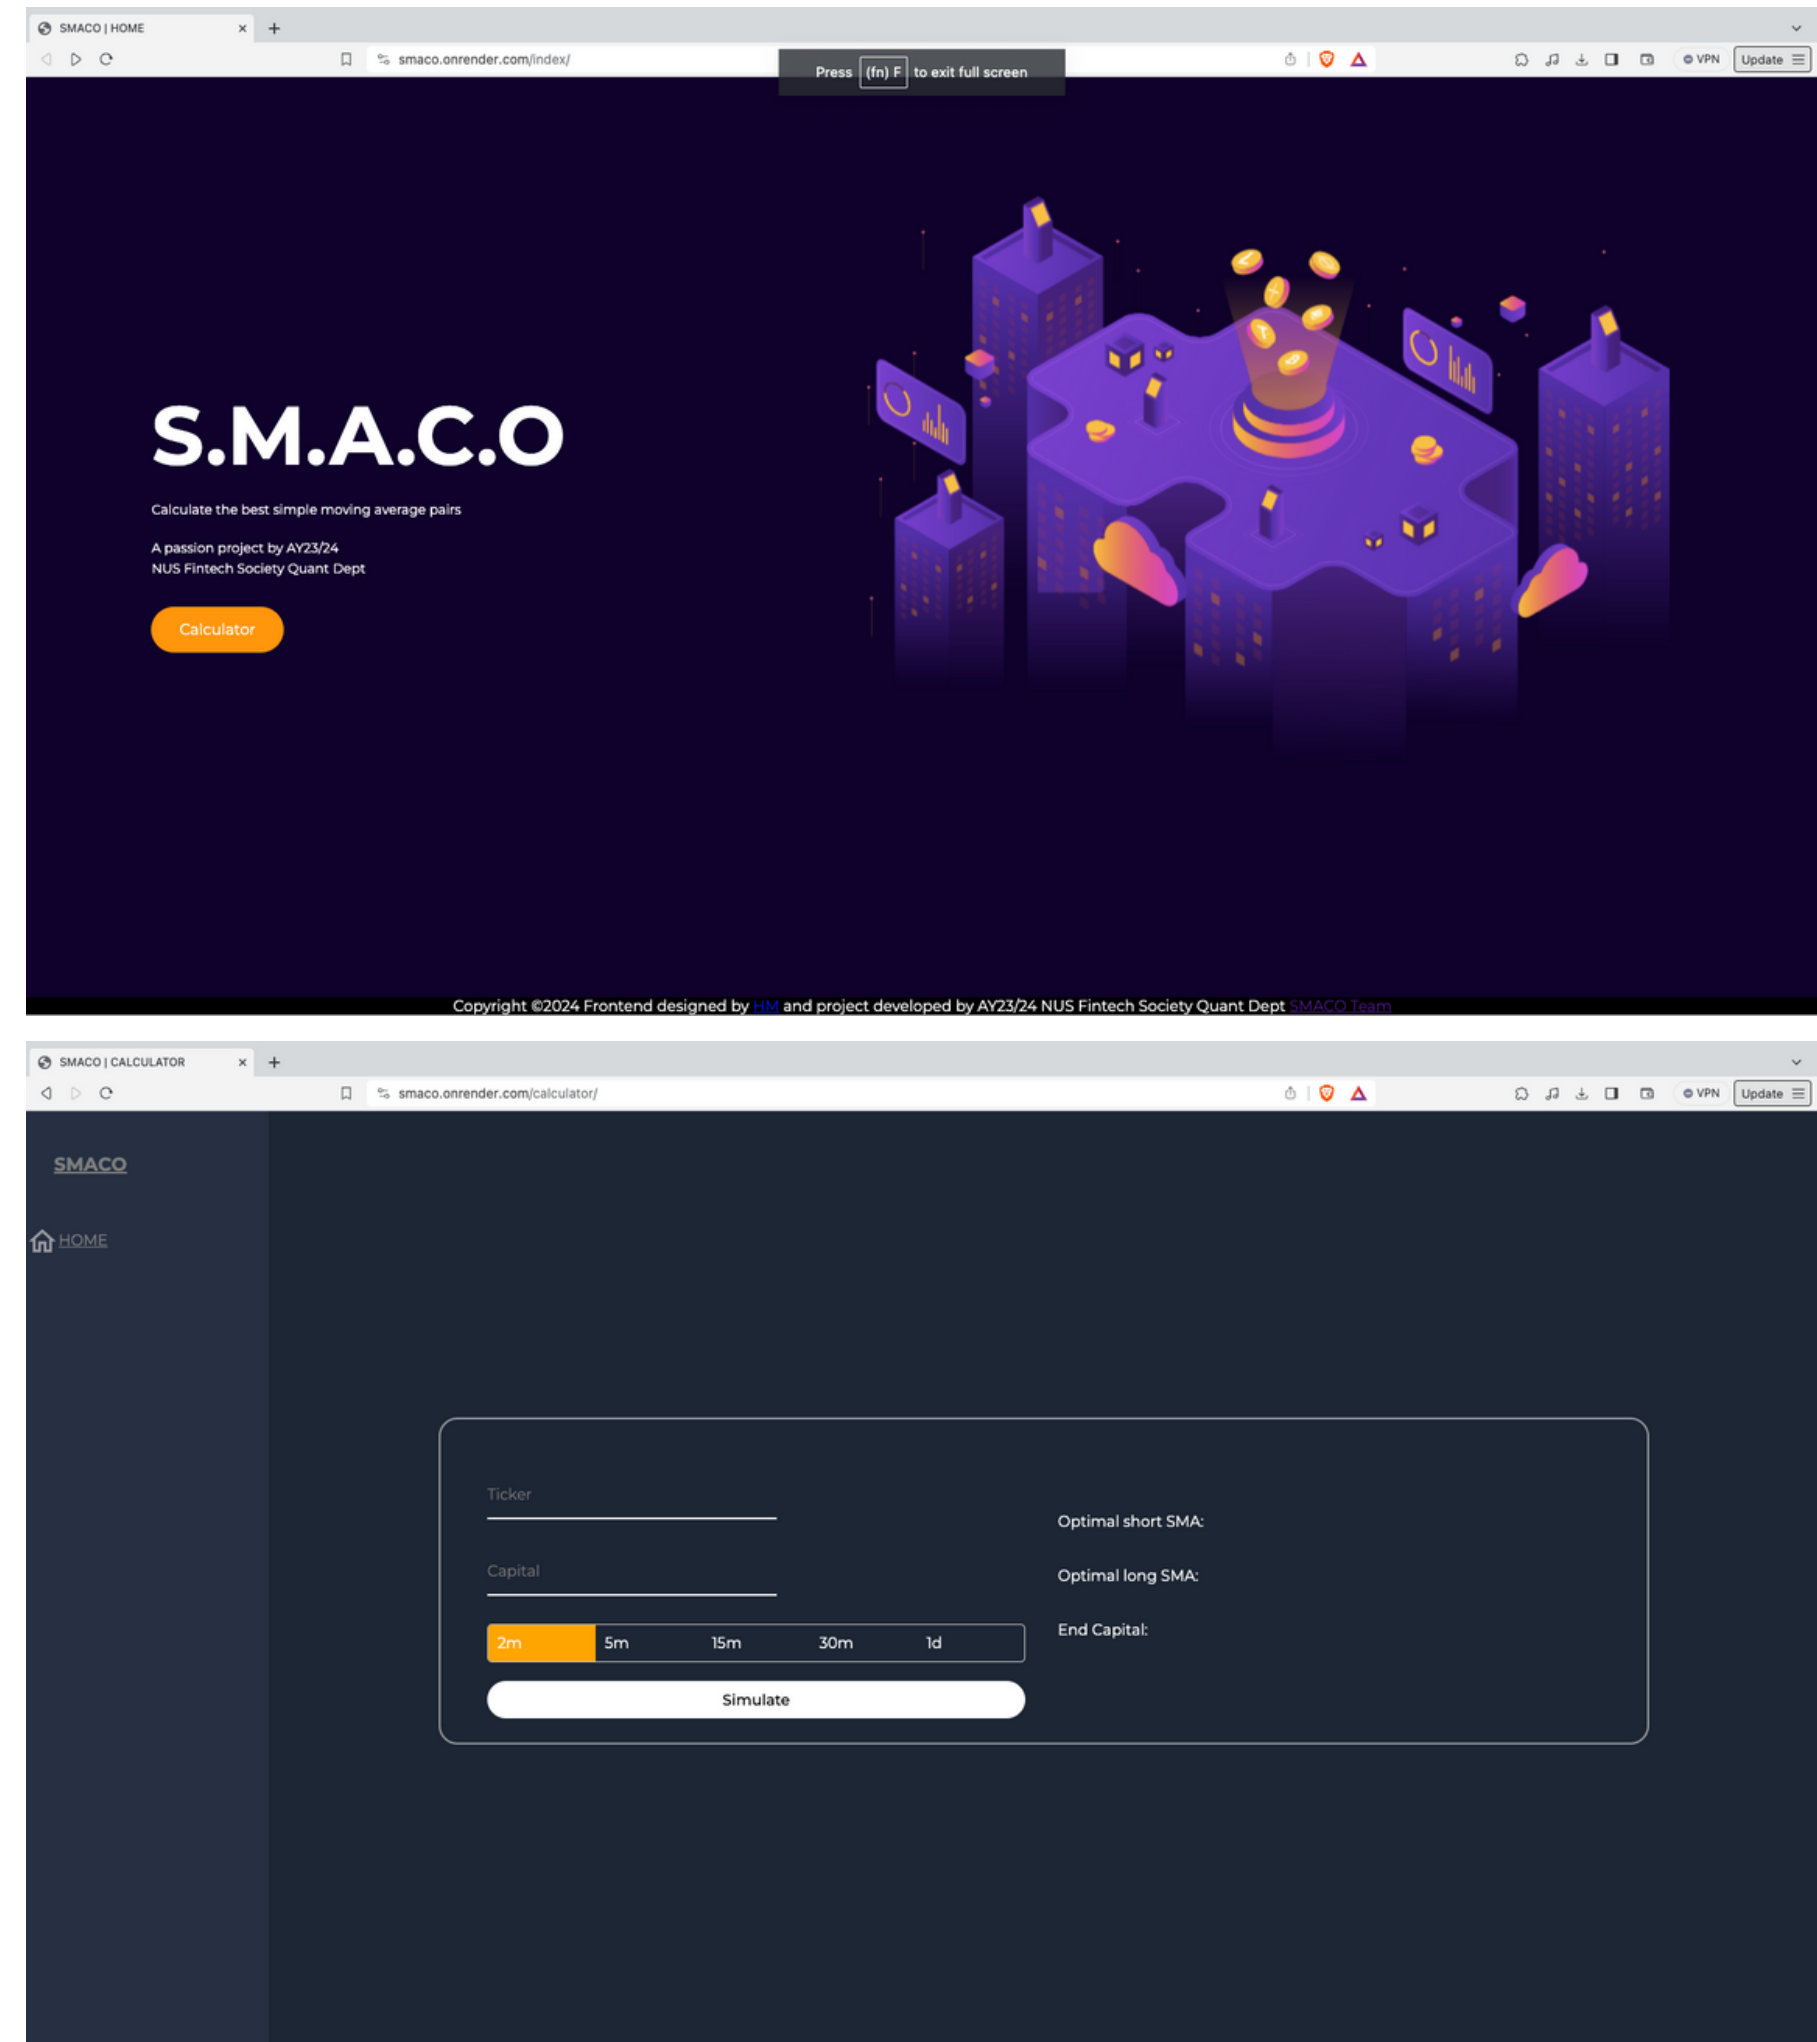 SMACO | HOME
smaco.onrender.com/index/
Press (fn) F to exit full screen
VPN
Update
S.M.A.C.O
Calculate the best simple moving average pairs
A passion project by AY23/24
NUS Fintech Society Quant Dept
Calculator
Copyright ©2024 Frontend designed by HM and project developed by AY23/24 NUS Fintech Society Quant Dept SMACO Team
SMACO | CALCULATOR
smaco.onrender.com/calculator/
VPN
Update
SMACO
HOME
Ticker
Capital
2m 5m 15m 30m 1d
Simulate
Optimal short SMA:
Optimal long SMA:
End Capital: